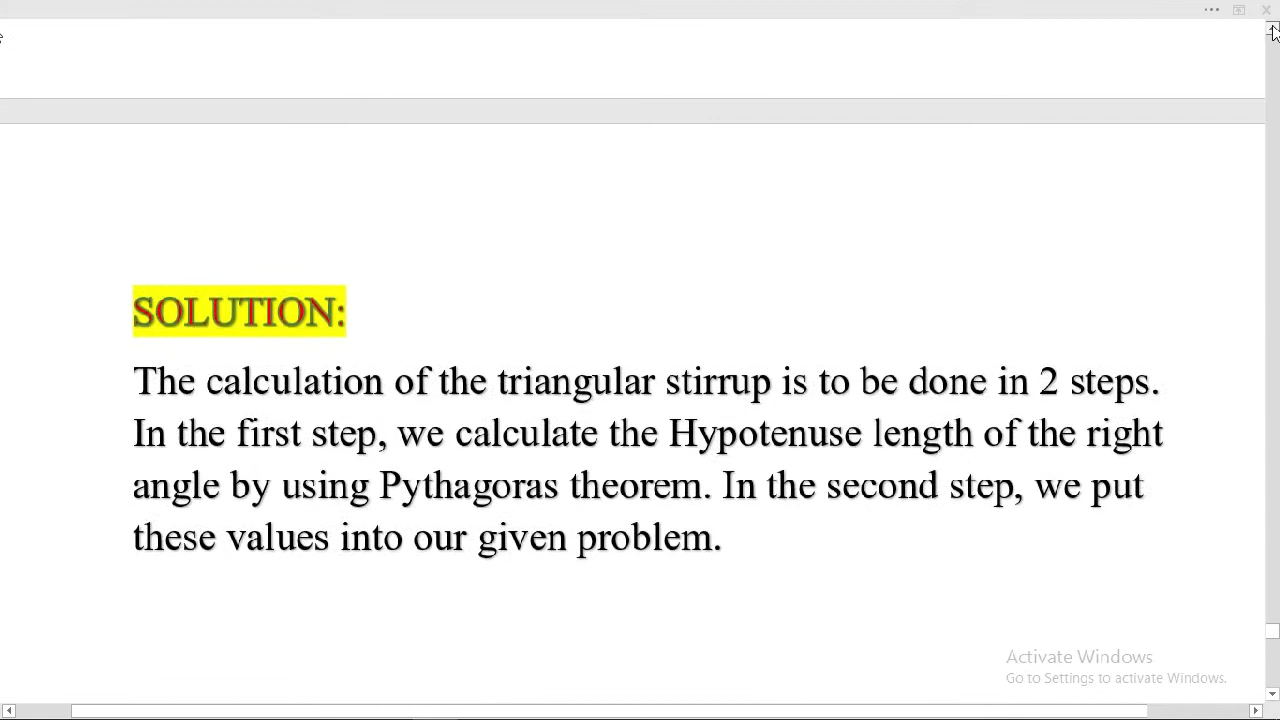 SOLUTION:
The calculation of the triangular stirrup is to be done in 2 steps.
In the first step, we calculate the Hypotenuse length of the right
angle by using Pythagoras theorem. In the second step, we put
these values into our given problem.
Activate Windows
Go to Settings to activate Windows.